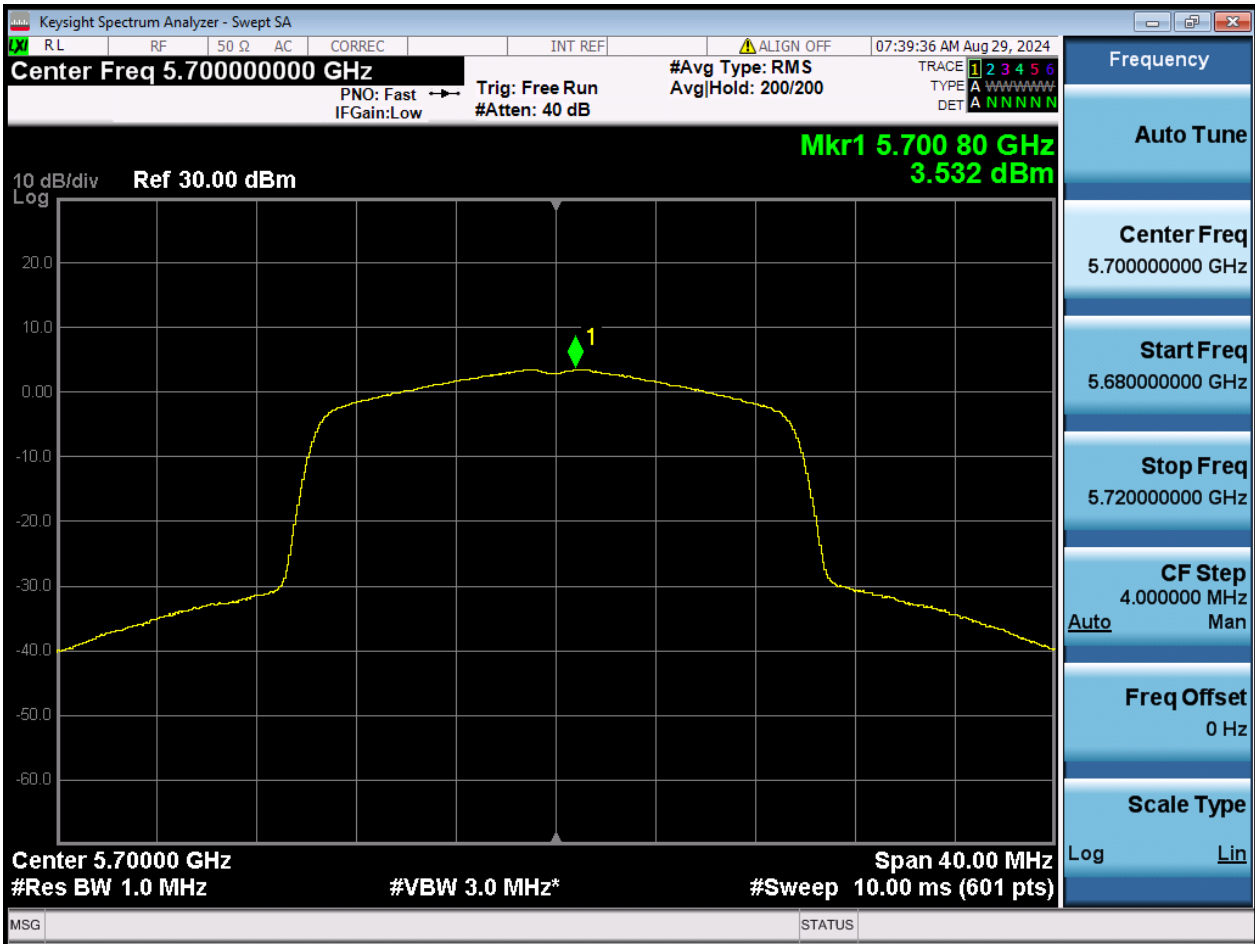 Keysight Spectrum Analyzer - Swept SA
LXI RL RF 50 Ω AC CORREC INT REF ALIGN OFF 07:39:36 AM Aug 29, 2024
Center Freq 5.700000000 GHz
PNO: Fast
IFGain:Low
Trig: Free Run
#Atten: 40 dB
#Avg Type: RMS
Avg|Hold: 200/200
TRACE 1 2 3 4 5 6
TYPE A WWWWW
DET A N N N N N
Mkr1 5.700 80 GHz
3.532 dBm
10 dB/div Ref 30.00 dBm
Log
20.0
10.0
0.00
-10.0
-20.0
-30.0
-40.0
-50.0
-60.0
1
Center 5.70000 GHz
Span 40.00 MHz
#Res BW 1.0 MHz
#VBW 3.0 MHz*
#Sweep 10.00 ms (601 pts)
Frequency
Auto Tune
Center Freq
5.700000000 GHz
Start Freq
5.680000000 GHz
Stop Freq
5.720000000 GHz
CF Step
4.000000 MHz
Auto Man
Freq Offset
0 Hz
Scale Type
Log Lin
MSG
STATUS